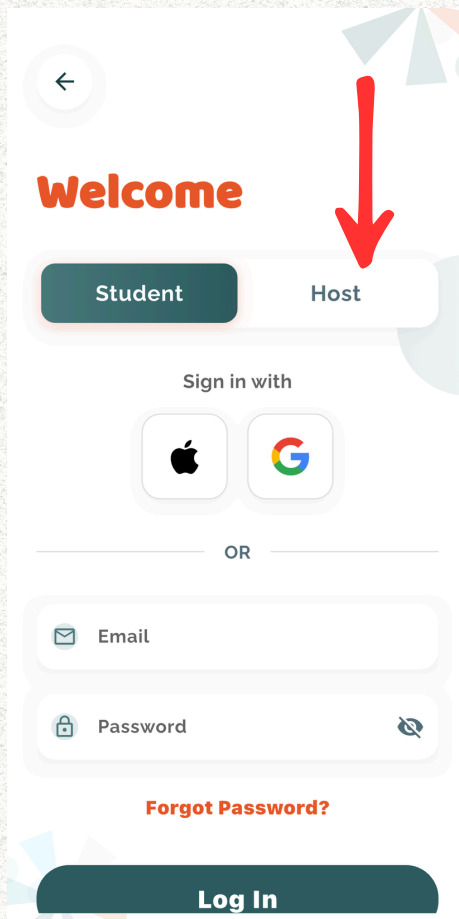 Welcome
Student Host
Sign in with
OR
Email
Password
Forgot Password?
Log In